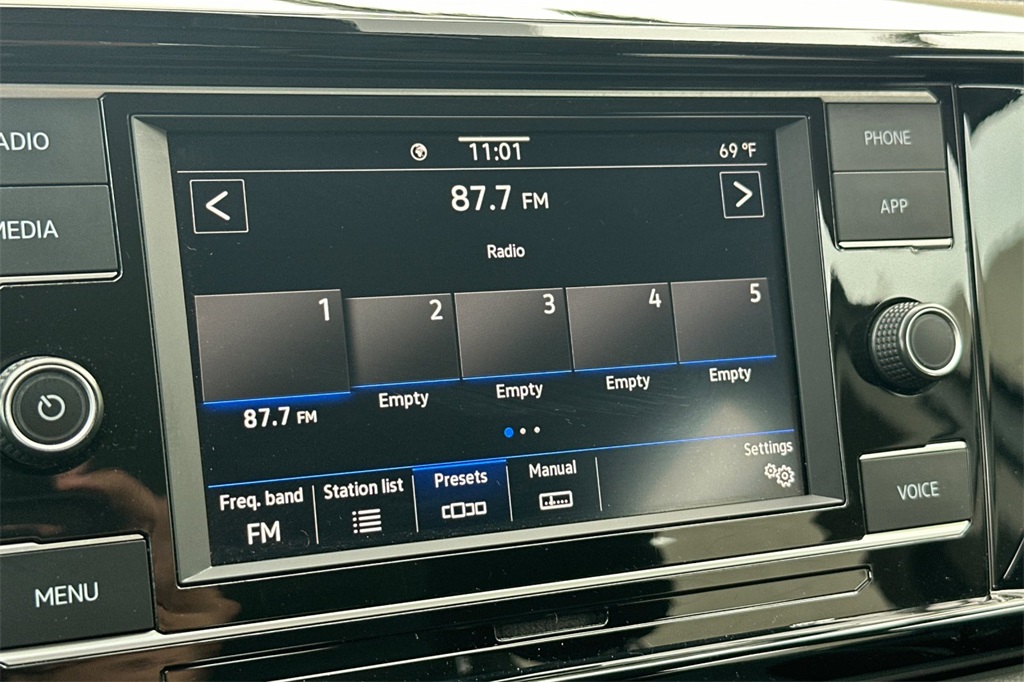 ADIO
MEDIA
MENU
11:01
69 °F
<
87.7 FM
>
Radio
1
2
3
4
5
87.7 FM
Empty
Empty
Empty
Empty
Freq. band
FM
Station list
Presets
Manual
Settings
PHONE
APP
VOICE